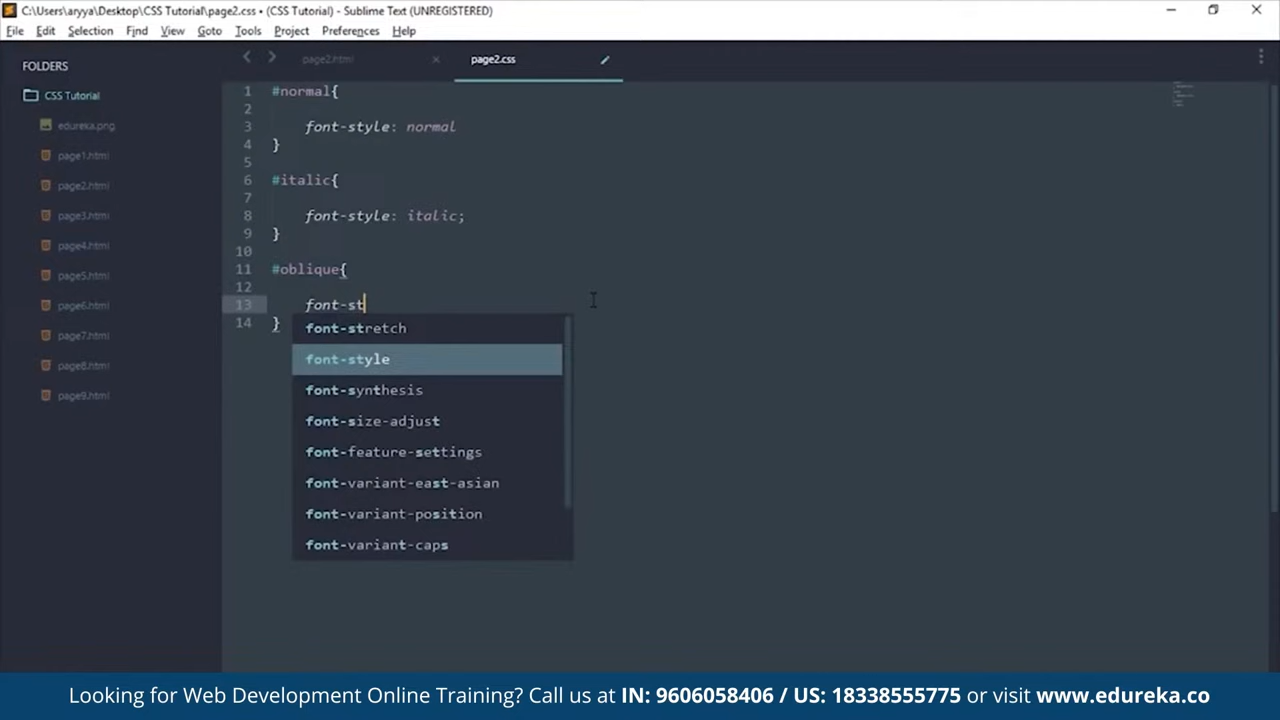 C:\Users\aryya\Desktop\CSS Tutorial\page2.css • (CSS Tutorial) - Sublime Text (UNREGISTERED)
File Edit Selection Find View Goto Tools Project Preferences Help
FOLDERS
CSS Tutorial
edureka.png
page1.html
page2.html
page3.html
page4.html
page5.html
page6.html
page7.html
page8.html
page9.html
page2.html page2.css
1 #normal{
2
3 font-style: normal
4 }
5
6 #italic{
7
8 font-style: italic;
9 }
10
11 #oblique{
12
13 font-st
14 }
font-stretch
font-style
font-synthesis
font-size-adjust
font-feature-settings
font-variant-east-asian
font-variant-position
font-variant-caps
Looking for Web Development Online Training? Call us at IN: 9606058406 / US: 18338555775 or visit www.edureka.co